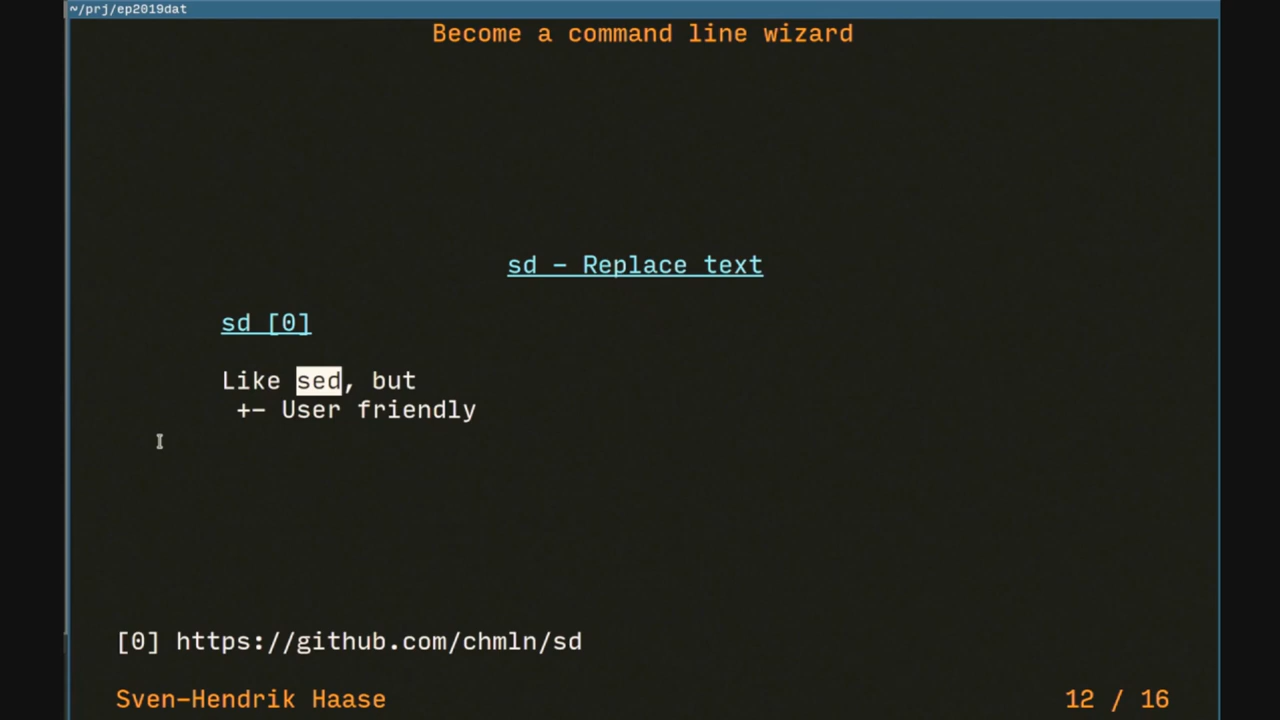 ~/prj/ep2019dat
Become a command line wizard
sd - Replace text
sd [0]
Like sed, but
+- User friendly
[0] https://github.com/chmln/sd
Sven-Hendrik Haase
12 / 16